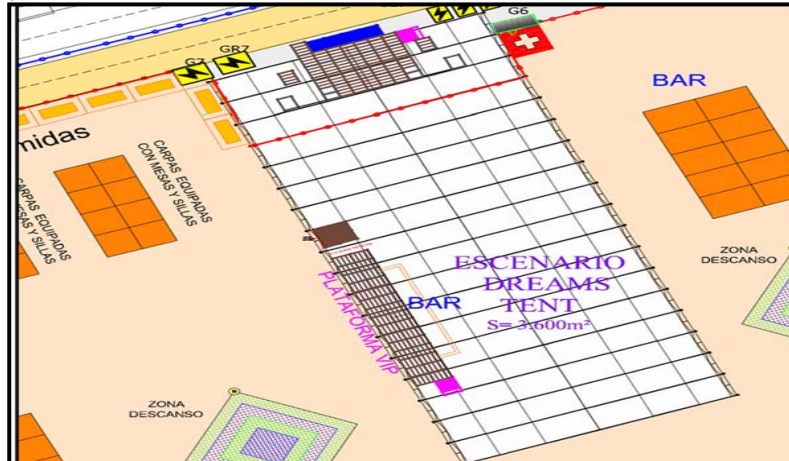 G6
G7
GR7
BAR
midas
CARPAS EQUIPADAS
CON MESAS Y SILLAS
CARPAS EQUIPADAS
MESAS Y SILLAS
ZONA
DESCANSO
ESCENARIO
DREAMS
TENT
S= 3.600m²
BAR
PLATAFORMA VIP
ZONA
DESCANSO